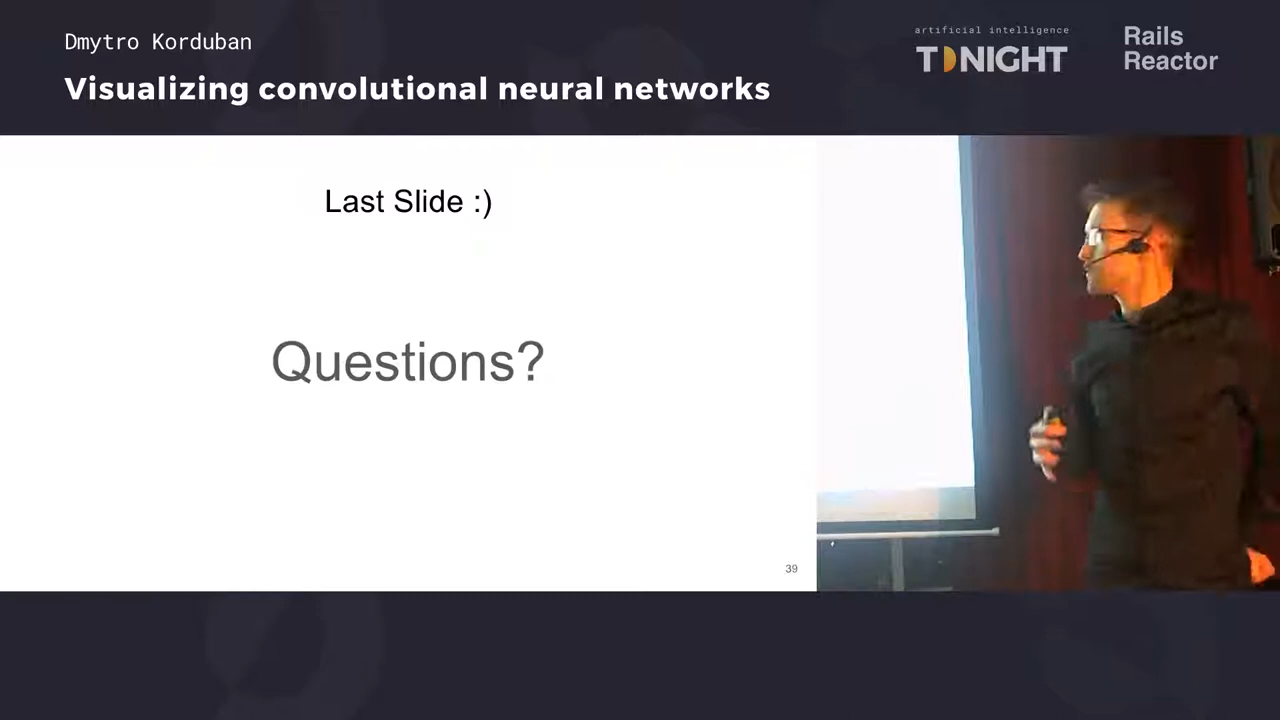 Dmytro Korduban
Visualizing convolutional neural networks
artificial intelligence
TONIGHT
Rails
Reactor
Last Slide :)
Questions?
39